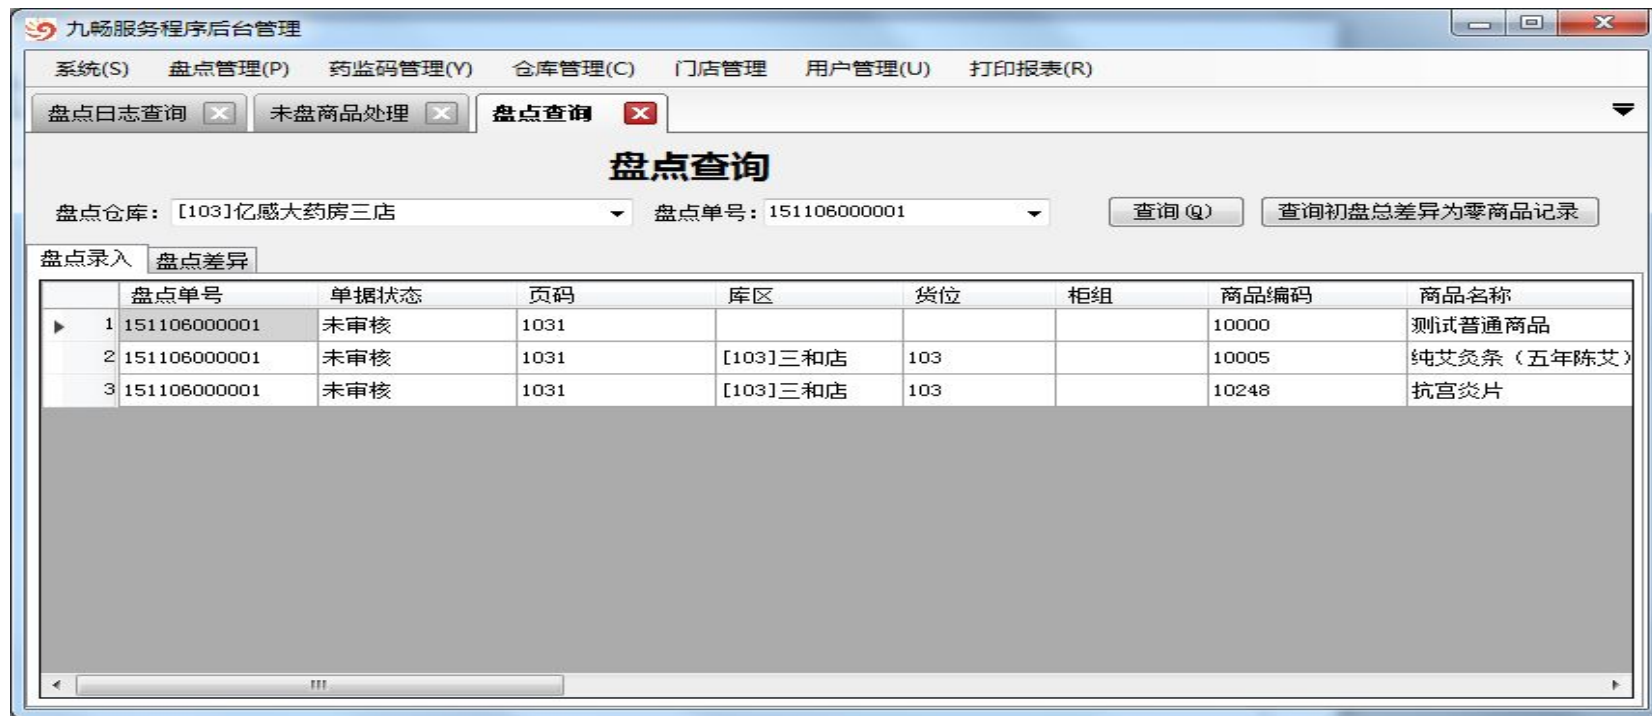 九畅服务程序后台管理
系统(S) 盘点管理(P) 药监码管理(Y) 仓库管理(C) 门店管理 用户管理(U) 打印报表(R)
盘点日志查询 未盘商品处理 盘点查询
盘点查询
盘点仓库: [103]亿感大药房三店 盘点单号: 151106000001 查询(Q) 查询初盘总差异为零商品记录
盘点录入 盘点差异
盘点单号 单据状态 页码 库区 货位 柜组 商品编码 商品名称
1 151106000001 未审核 1031 10000 测试普通商品
2 151106000001 未审核 1031 [103]三和店 103 10005 纯艾灸条（五年陈艾）
3 151106000001 未审核 1031 [103]三和店 103 10248 抗宫炎片